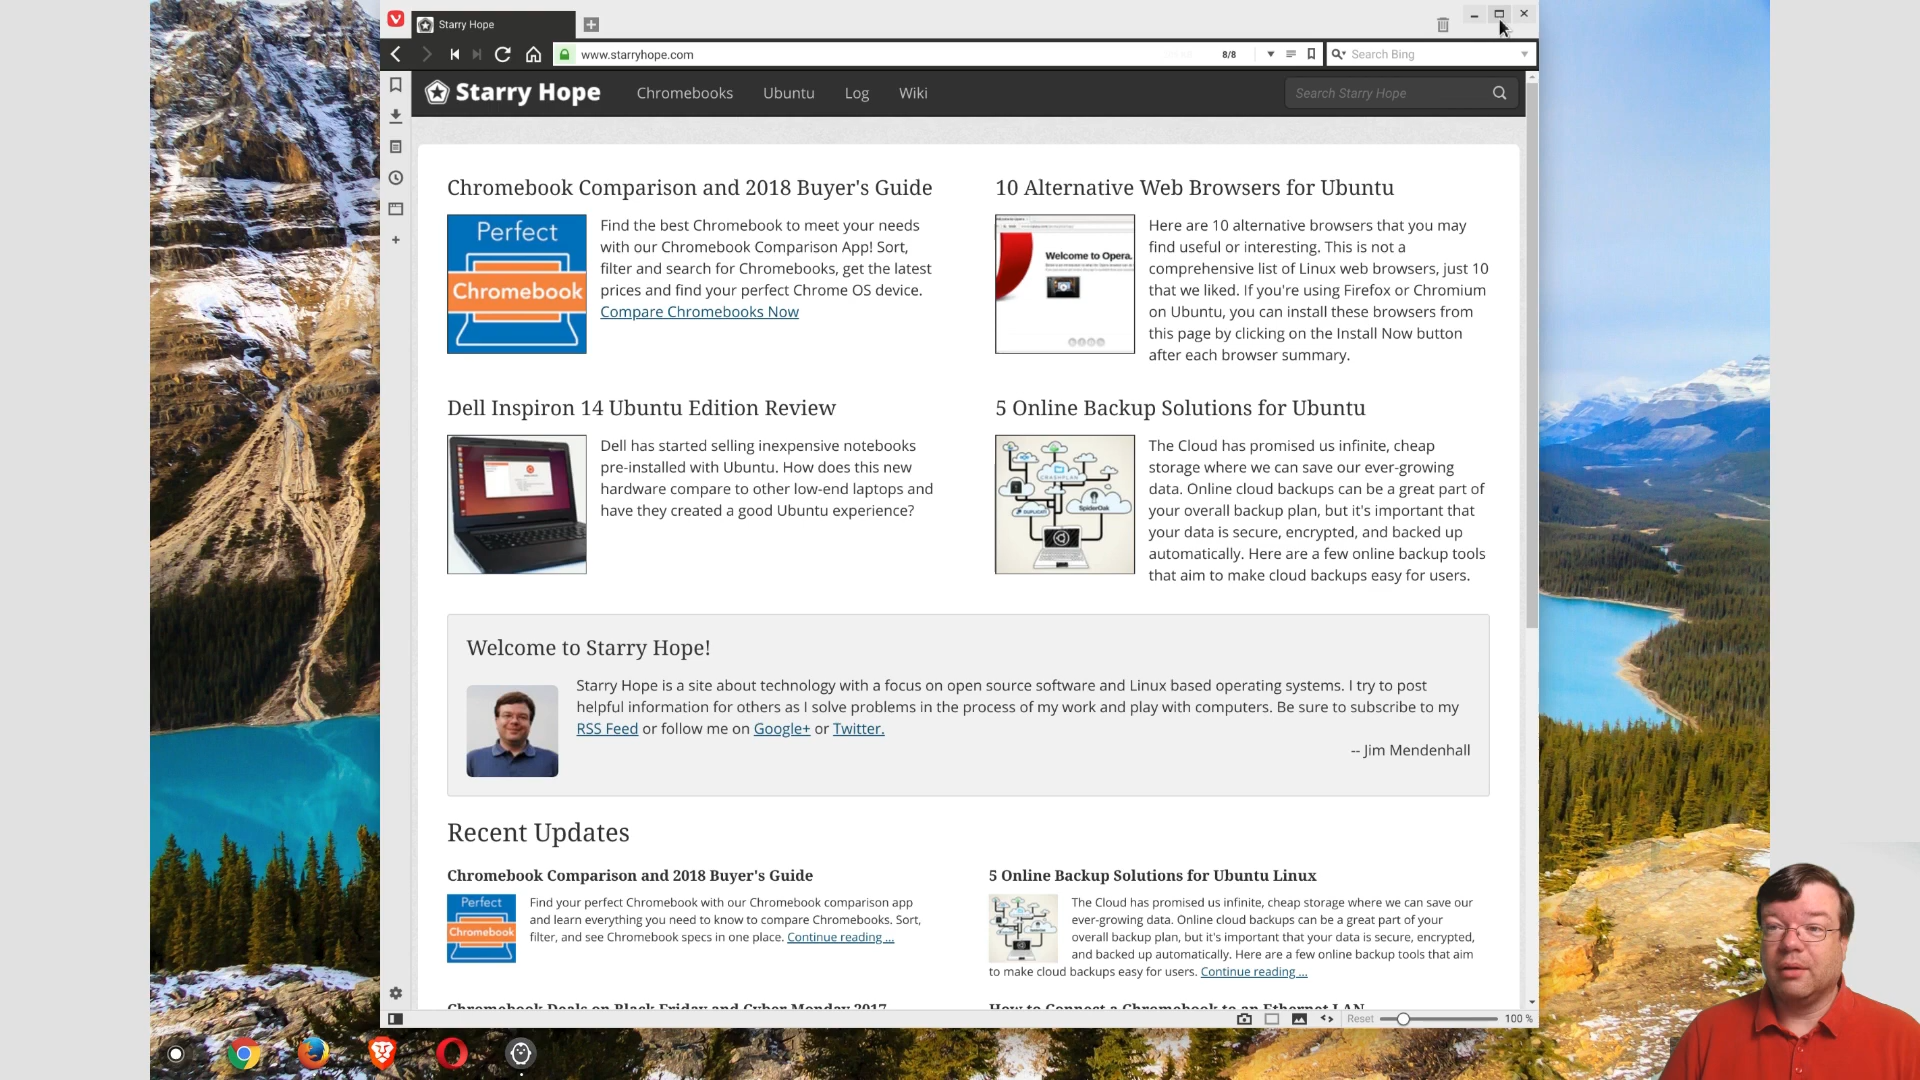 Starry Hope
www.starryhope.com
8/8
Search Bing
Starry Hope
Chromebooks
Ubuntu
Log
Wiki
Search Starry Hope
Chromebook Comparison and 2018 Buyer's Guide
Perfect
Chromebook
Find the best Chromebook to meet your needs
with our Chromebook Comparison App! Sort,
filter and search for Chromebooks, get the latest
prices and find your perfect Chrome OS device.
Compare Chromebooks Now
10 Alternative Web Browsers for Ubuntu
Welcome to Opera.
Here are 10 alternative browsers that you may
find useful or interesting. This is not a
comprehensive list of Linux web browsers, just 10
that we liked. If you're using Firefox or Chromium
on Ubuntu, you can install these browsers from
this page by clicking on the Install Now button
after each browser summary.
Dell Inspiron 14 Ubuntu Edition Review
Dell has started selling inexpensive notebooks
pre-installed with Ubuntu. How does this new
hardware compare to other low-end laptops and
have they created a good Ubuntu experience?
5 Online Backup Solutions for Ubuntu
CRASHPLAN
SpiderOak
The Cloud has promised us infinite, cheap
storage where we can save our ever-growing
data. Online cloud backups can be a great part of
your overall backup plan, but it's important that
your data is secure, encrypted, and backed up
automatically. Here are a few online backup tools
that aim to make cloud backups easy for users.
Welcome to Starry Hope!
Starry Hope is a site about technology with a focus on open source software and Linux based operating systems. I try to post
helpful information for others as I solve problems in the process of my work and play with computers. Be sure to subscribe to my
RSS Feed or follow me on Google+ or Twitter.
-- Jim Mendenhall
Recent Updates
Chromebook Comparison and 2018 Buyer's Guide
Perfect
Chromebook
Find your perfect Chromebook with our Chromebook comparison app
and learn everything you need to know to compare Chromebooks. Sort,
filter, and see Chromebook specs in one place. Continue reading ...
5 Online Backup Solutions for Ubuntu Linux
The Cloud has promised us infinite, cheap storage where we can save our
ever-growing data. Online cloud backups can be a great part of your
overall backup plan, but it's important that your data is secure, encrypted,
and backed up automatically. Here are a few online backup tools that aim
to make cloud backups easy for users. Continue reading ...
Chromebook Deals on Black Friday and Cyber Monday 2017
How to Connect a Chromebook to an Ethernet LAN
Reset
100 %